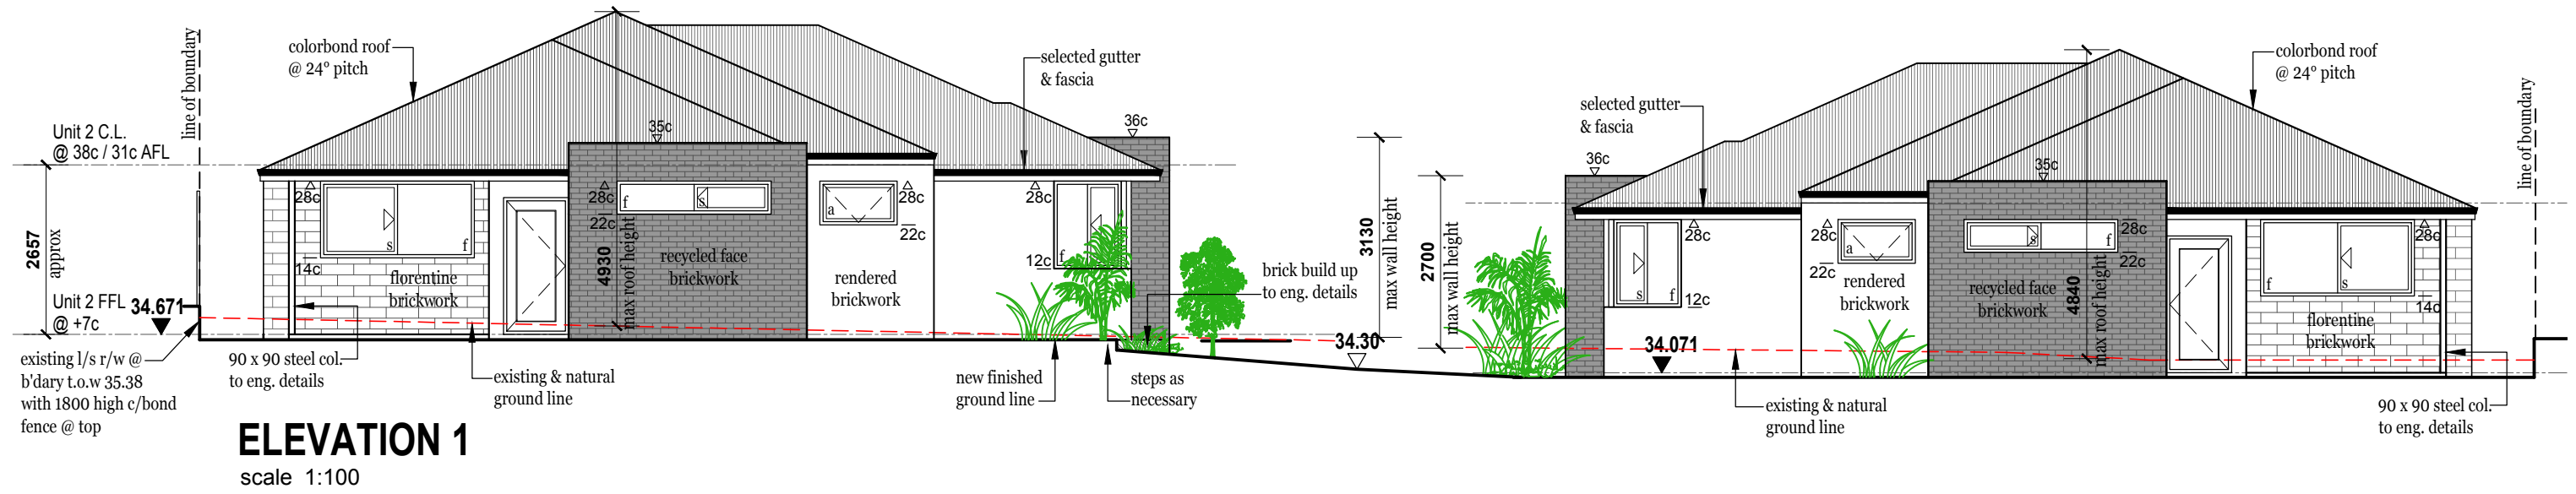 line of boundary
colorbond roof
@ 24° pitch
selected gutter
& fascia
Unit 2 C.L.
@ 38c / 31c AFL
35c
36c
2657
approx
28c
14c
s
f
florentine
brickwork
28c
22c
f
s
4930
max roof height
recycled face
brickwork
a
28c
22c
rendered
brickwork
28c
12c
f
Unit 2 FFL
@ +7c
34.671
existing l/s r/w @
b'dary t.o.w 35.38
with 1800 high c/bond
fence @ top
90 x 90 steel col.
to eng. details
existing & natural
ground line
new finished
ground line
steps as
necessary
brick build up
to eng. details
34.30
3130
max wall height
2700
max wall height
ELEVATION 1
scale 1:100
selected gutter
& fascia
colorbond roof
@ 24° pitch
line of boundary
36c
35c
28c
12c
s
f
34.071
28c
22c
a
rendered
brickwork
s
f
28c
22c
recycled face
brickwork
4840
max roof height
f
s
28c
14c
florentine
brickwork
existing & natural
ground line
90 x 90 steel col.
to eng. details